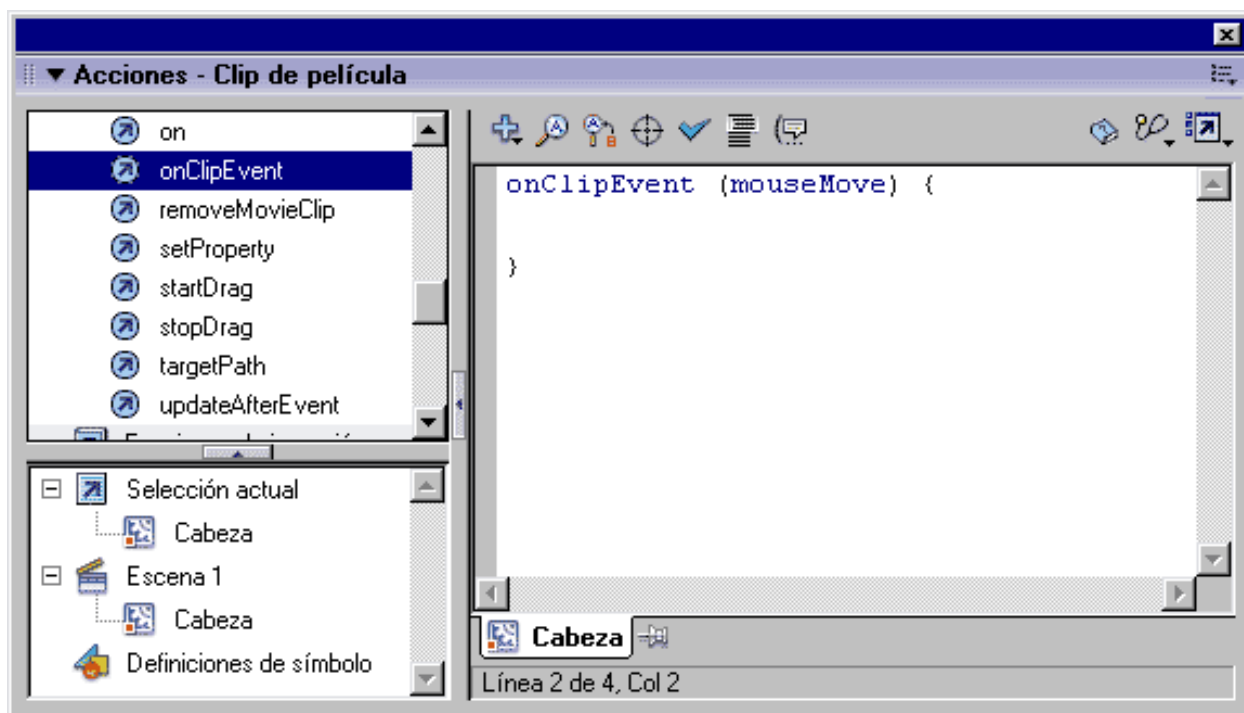 Acciones - Clip de película
on
onClipEvent
removeMovieClip
setProperty
startDrag
stopDrag
targetPath
updateAfterEvent
Selección actual
Cabeza
Escena 1
Cabeza
Definiciones de símbolo
onClipEvent (mouseMove) {
}
Cabeza
Línea 2 de 4, Col 2